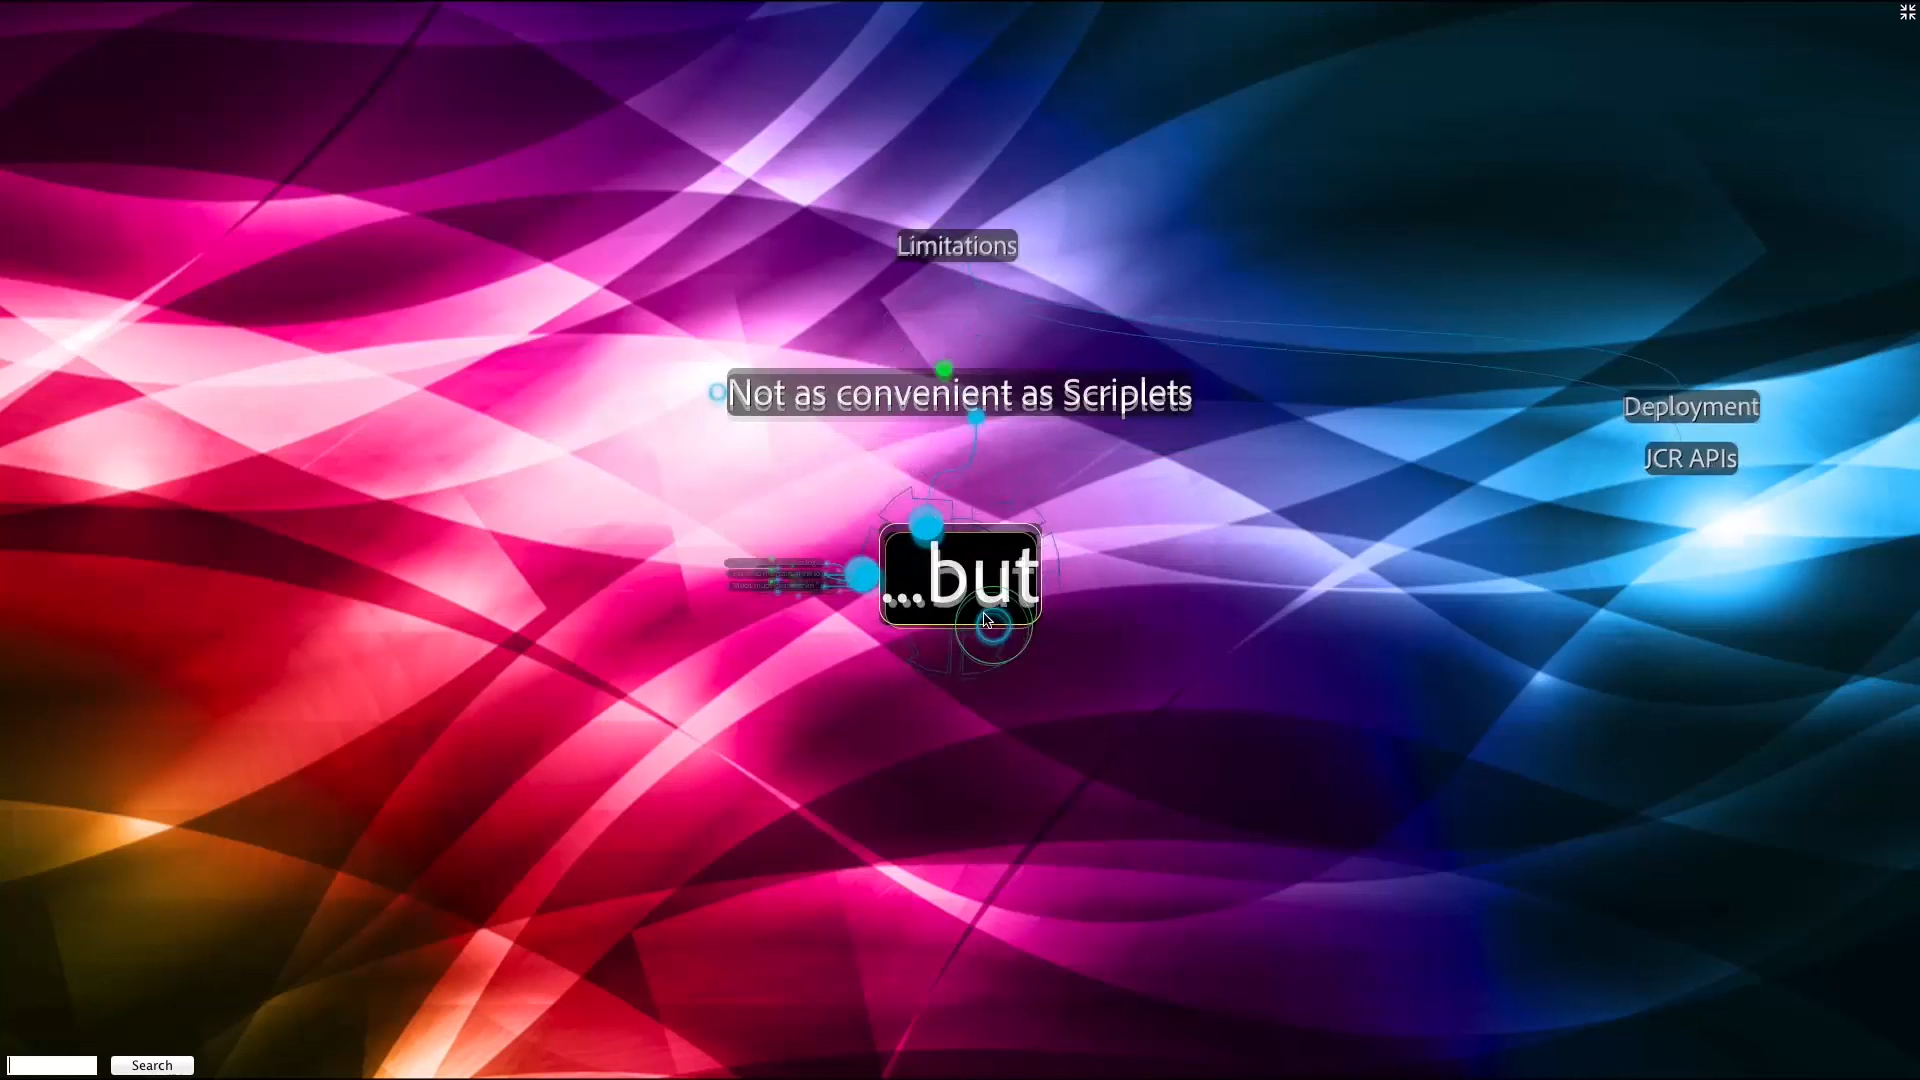 Limitations
Not as convenient as Scriplets
Deployment
JCR APIs
...but
Search